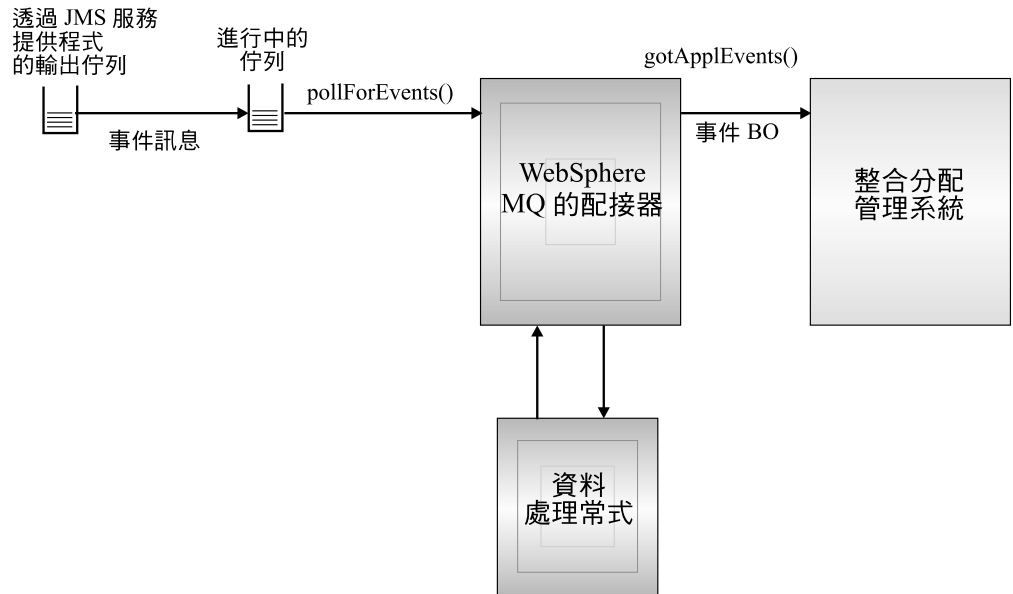 透過 JMS 服務
提供程式
的輸出佇列
進行中的
佇列
事件訊息
pollForEvents()
gotApplEvents()
事件 BO
WebSphere
MQ 的配接器
整合分配
管理系統
資料
處理常式